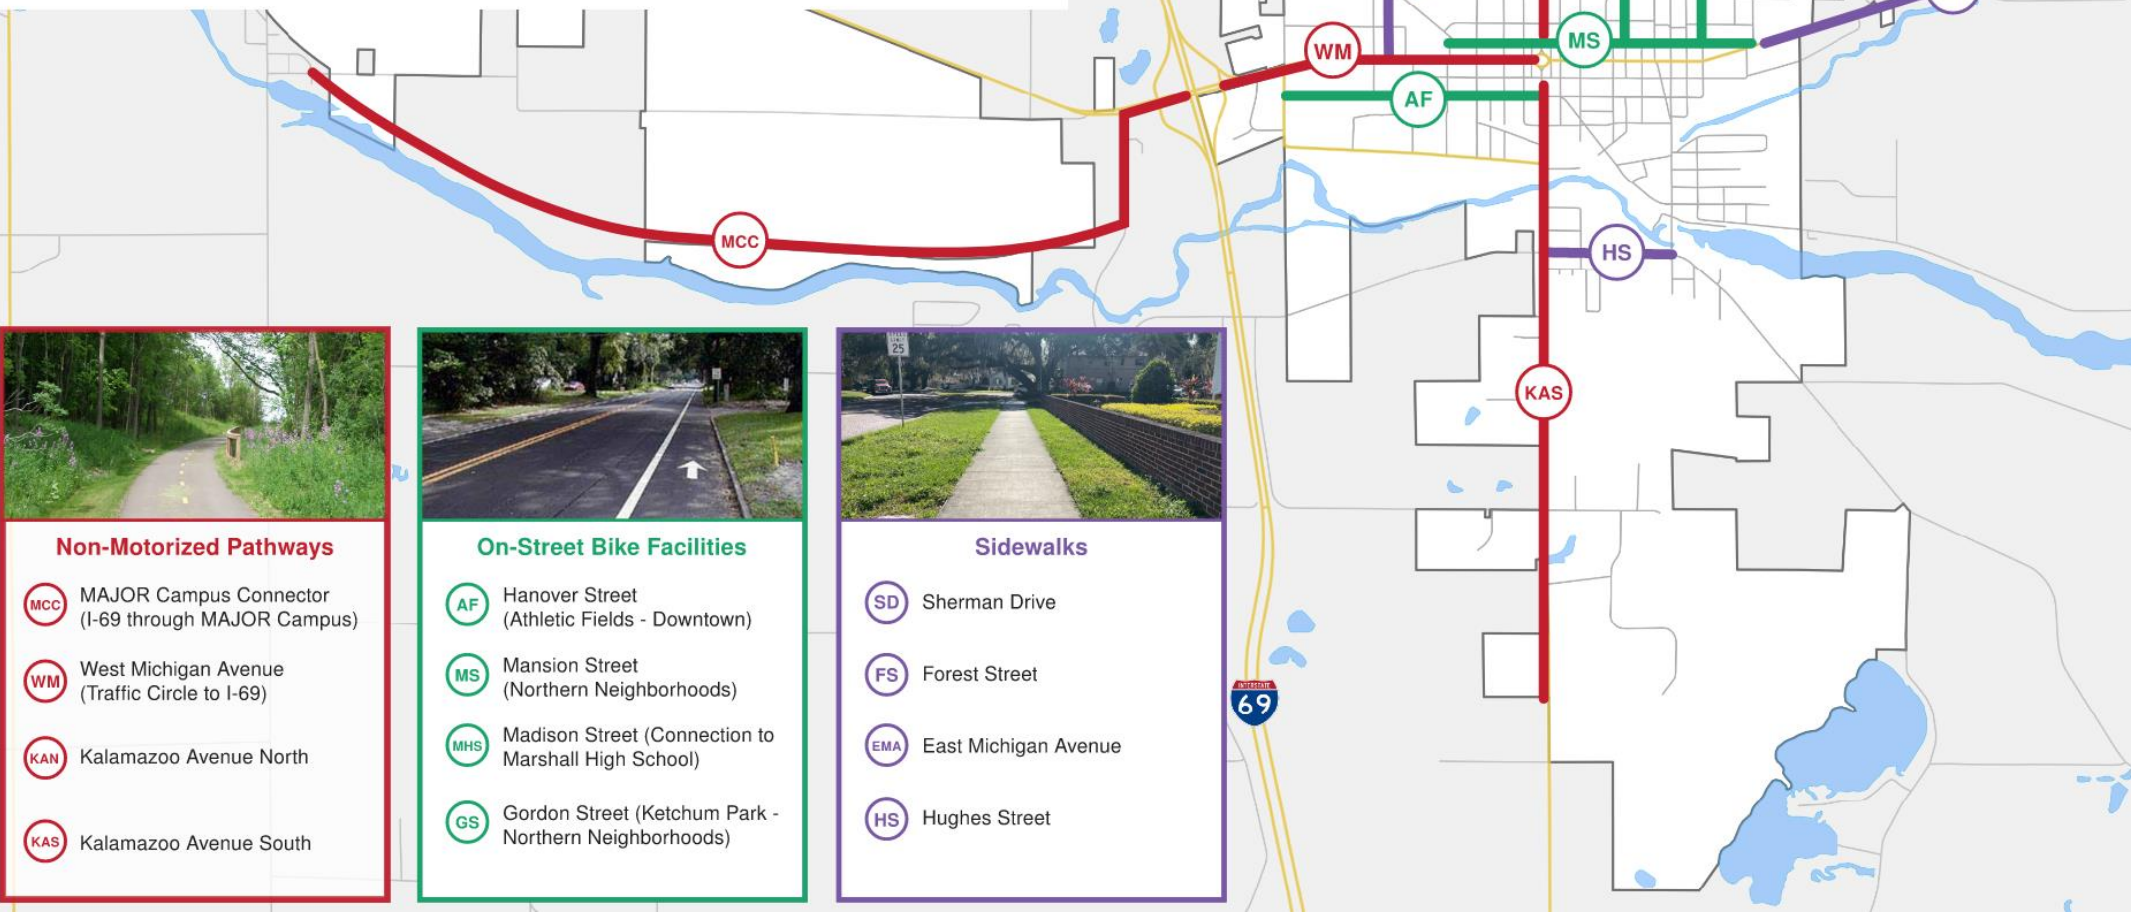 WM
MS
AF
MCC
HS
KAS
25
INTERSTATE
69
Non-Motorized Pathways
MCC MAJOR Campus Connector
(I-69 through MAJOR Campus)
WM West Michigan Avenue
(Traffic Circle to I-69)
KAN Kalamazoo Avenue North
KAS Kalamazoo Avenue South
On-Street Bike Facilities
AF Hanover Street
(Athletic Fields - Downtown)
MS Mansion Street
(Northern Neighborhoods)
MHS Madison Street (Connection to
Marshall High School)
GS Gordon Street (Ketchum Park -
Northern Neighborhoods)
Sidewalks
SD Sherman Drive
FS Forest Street
EMA East Michigan Avenue
HS Hughes Street